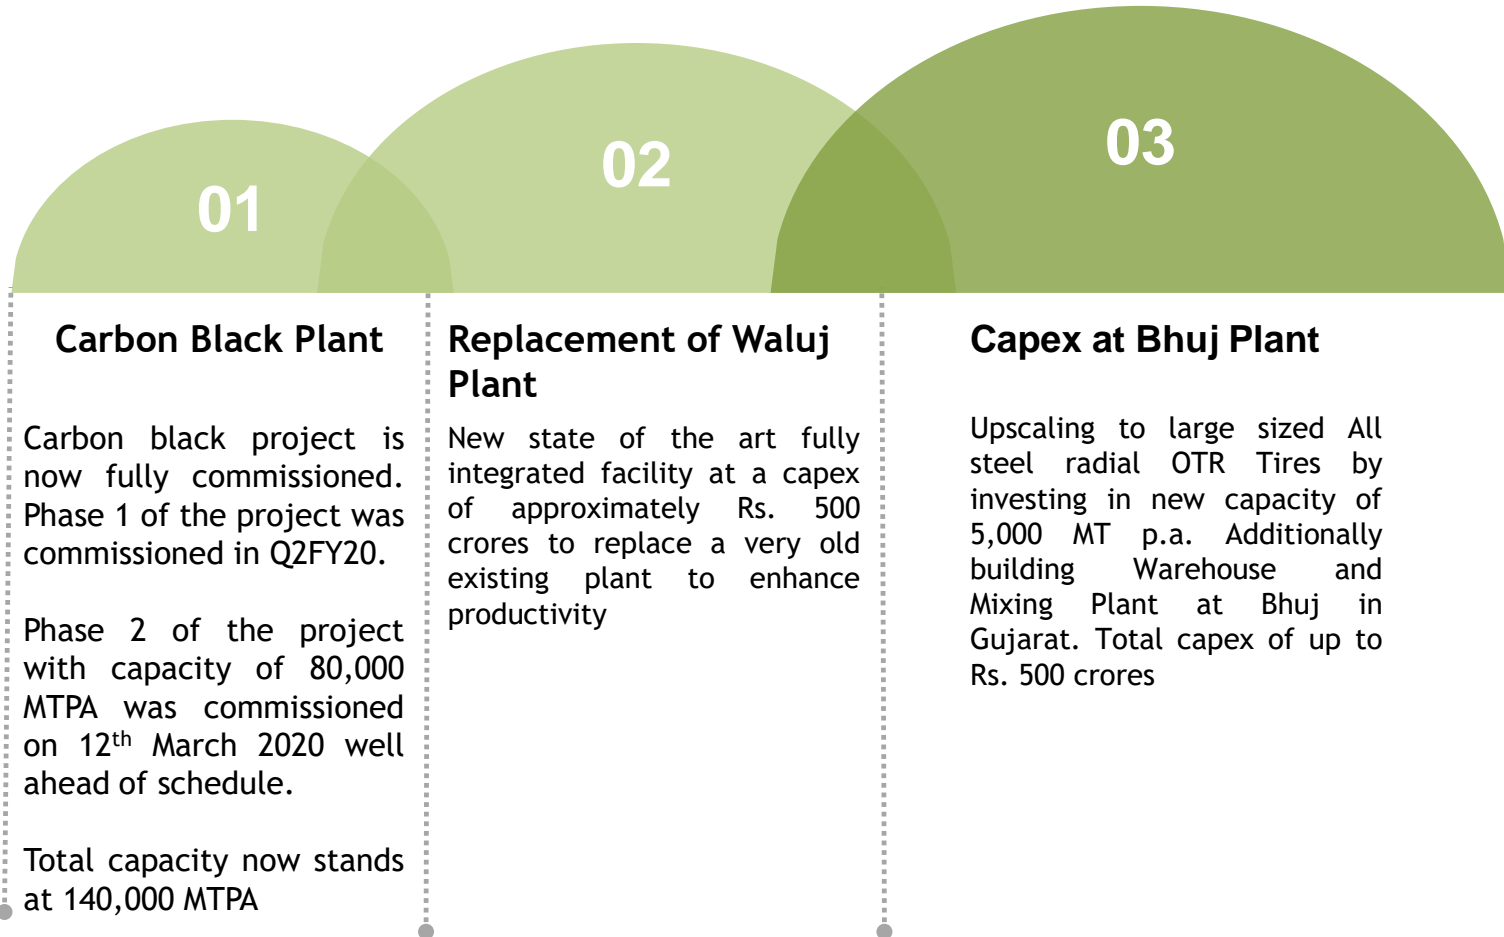 01
Carbon Black Plant
Carbon black project is
now fully commissioned.
Phase 1 of the project was
commissioned in Q2FY20.
Phase 2 of the project
with capacity of 80,000
MTPA was commissioned
on 12th March 2020 well
ahead of schedule.
Total capacity now stands
at 140,000 MTPA
02
Replacement of Waluj
Plant
New state of the art fully
integrated facility at a capex
of approximately Rs. 500
crores to replace a very old
existing plant to enhance
productivity
03
Capex at Bhuj Plant
Upscaling to large sized All
steel radial OTR Tires by
investing in new capacity of
5,000 MT p.a. Additionally
building Warehouse and
Mixing Plant at Bhuj in
Gujarat. Total capex of up to
Rs. 500 crores